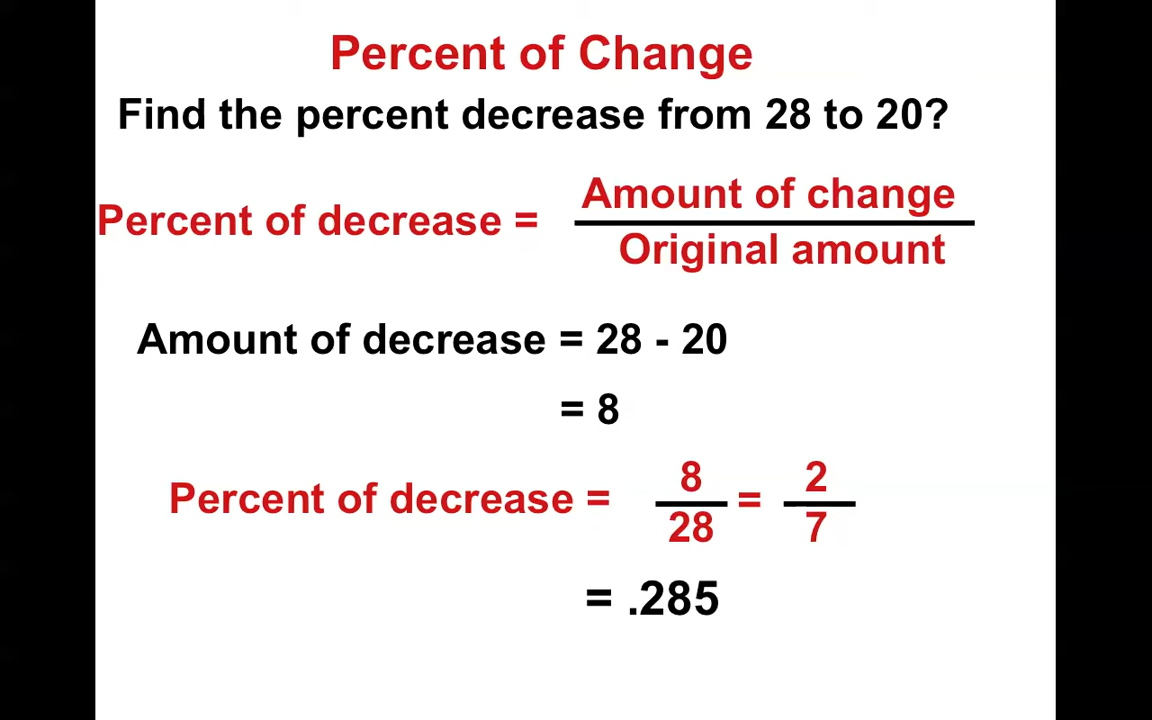 Percent of Change
Find the percent decrease from 28 to 20?
Percent of decrease = Amount of change
Original amount
Amount of decrease = 28 - 20
= 8
Percent of decrease = 8 = 2
28 7
= .285